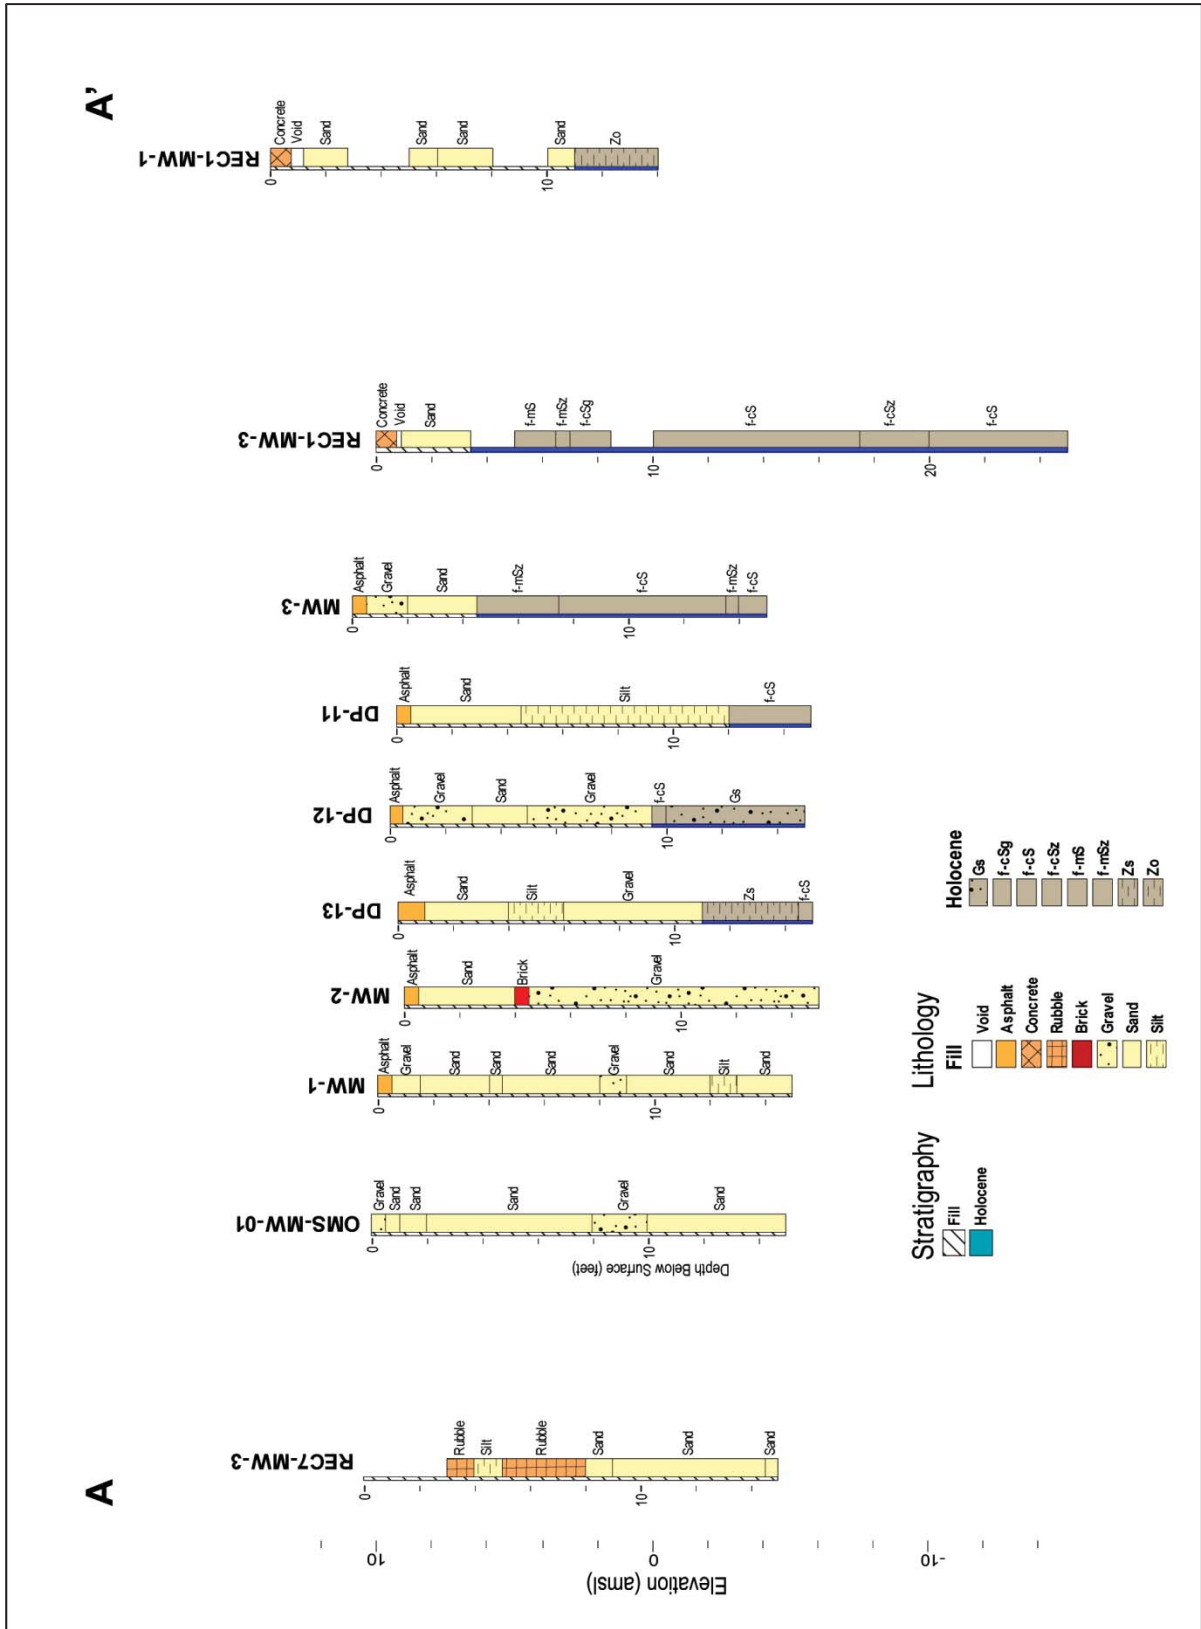 A
A'
Elevation (amsl)
10
0
-10
REC7-MW-3
0
10
Rubble
Silt
Rubble
Sand
Sand
Sand
OMS-MW-01
Depth Below Surface (feet)
0
10
Gravel
Sand
Sand
Sand
Gravel
Sand
MW-1
0
10
Asphalt
Gravel
Sand
Sand
Sand
Gravel
Sand
Silt
Sand
MW-2
0
10
Asphalt
Sand
Brick
Gravel
DP-13
0
10
Asphalt
Sand
Silt
Gravel
Zs
f-cS
DP-12
0
10
Asphalt
Gravel
Sand
Gravel
f-cS
Gs
DP-11
0
10
Asphalt
Sand
Silt
f-cS
MW-3
0
10
Asphalt
Gravel
Sand
f-mSz
f-cS
f-mSz
f-cS
REC1-MW-3
0
10
20
Concrete
Void
Sand
f-mS
f-mSz
f-cSg
f-cS
f-cSz
f-cS
REC1-MW-1
0
10
Concrete
Void
Sand
Sand
Sand
Sand
Zo
Stratigraphy
Fill
Holocene
Lithology
Fill
Void
Asphalt
Concrete
Rubble
Brick
Gravel
Sand
Silt
Holocene
Gs
f-cSg
f-cS
f-cSz
f-mS
f-mSz
Zs
Zo